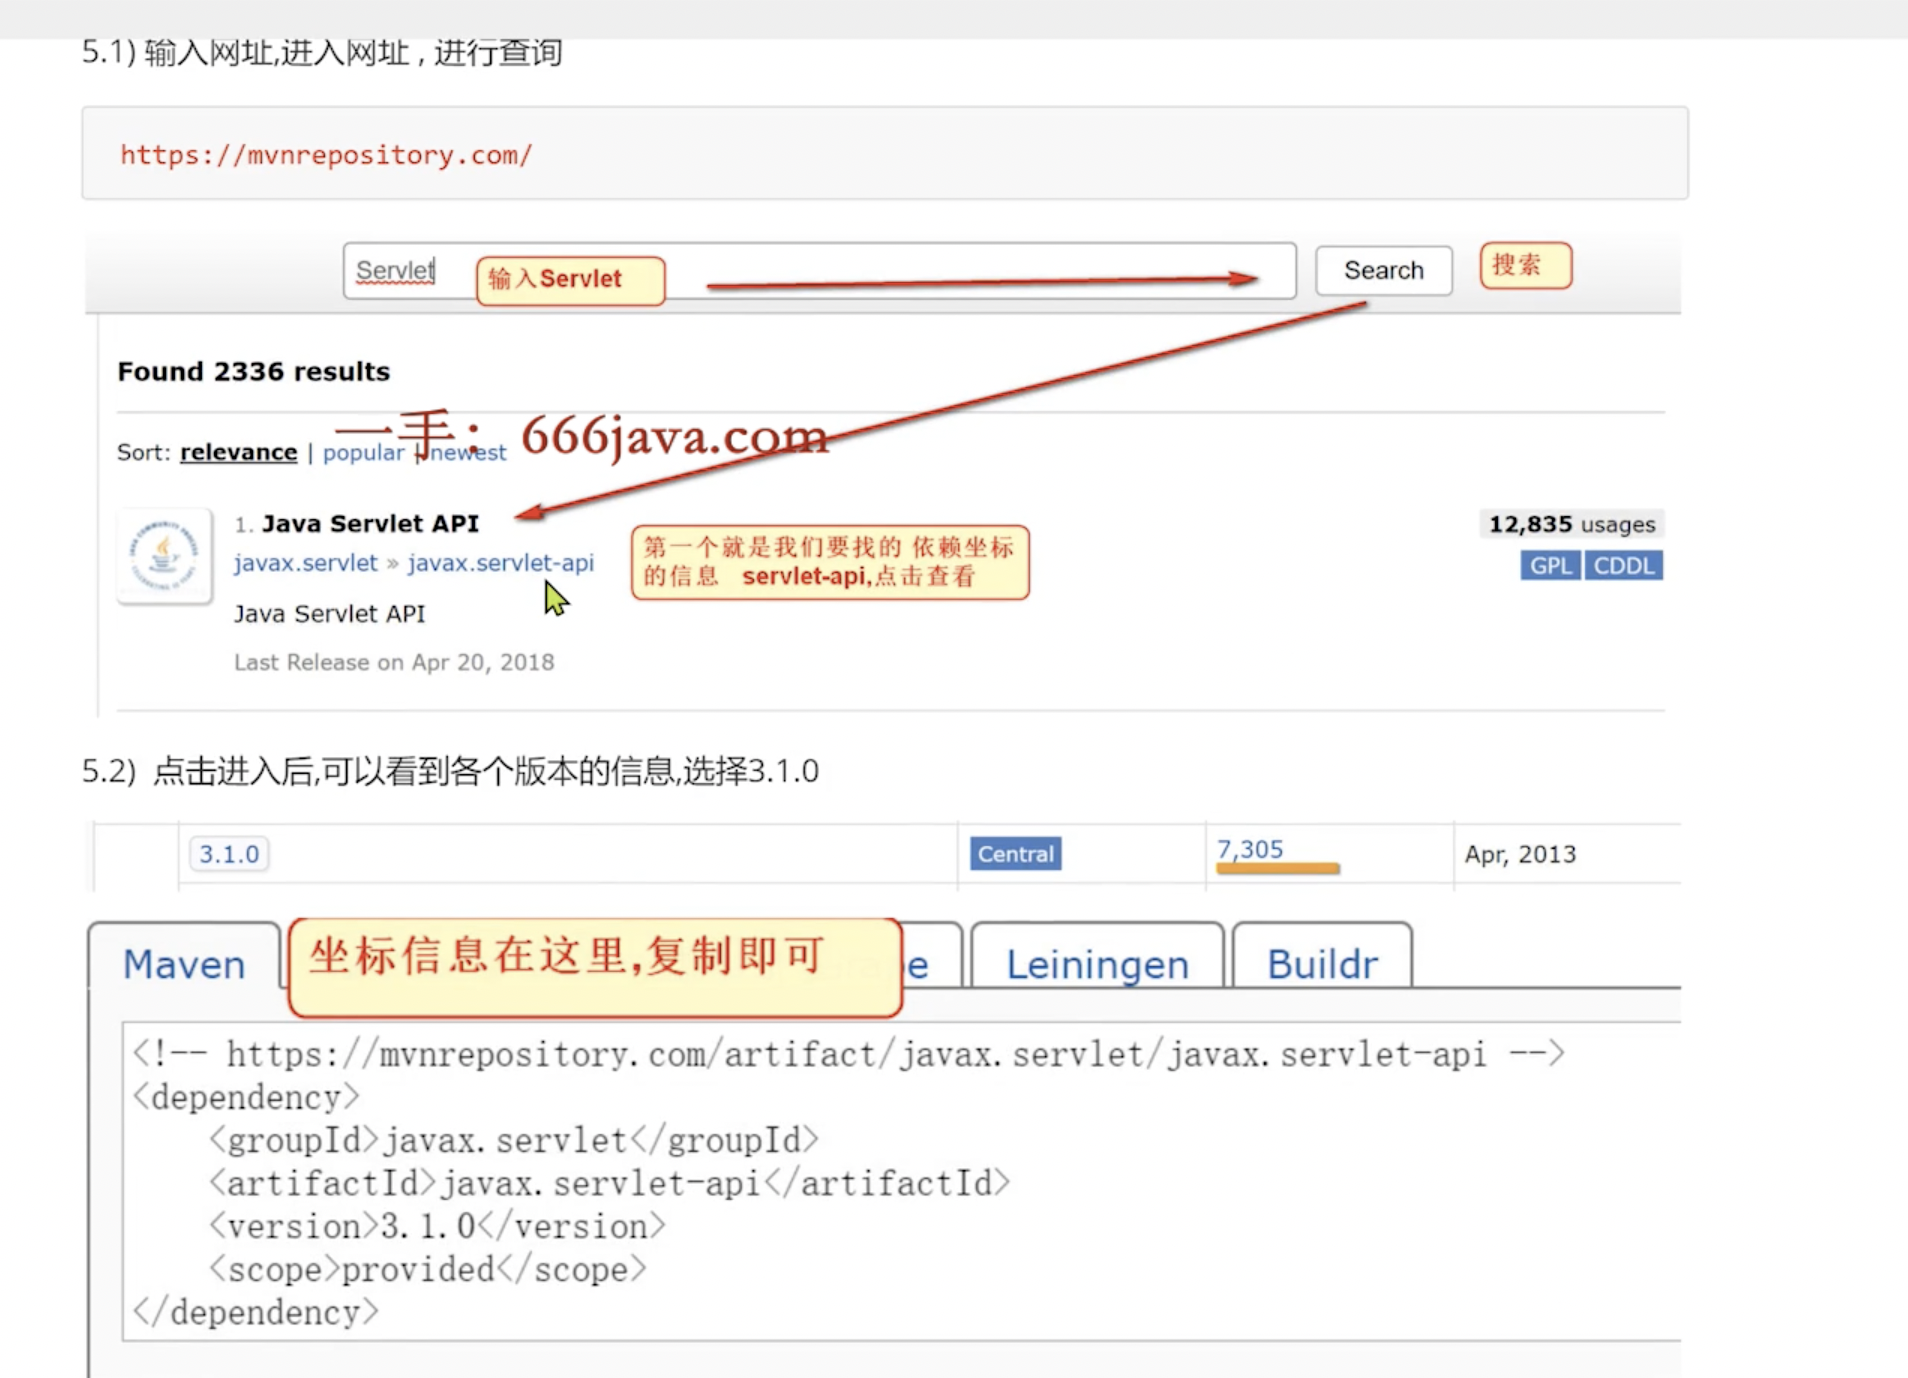 5.1) 输入网址,进入网址 , 进行查询
https://mvnrepository.com/
Servlet
输入Servlet
Search
搜索
Found 2336 results
一手： 666java.com
Sort: relevance | popular | newest
1. Java Servlet API
12,835 usages
javax.servlet » javax.servlet-api
GPL CDDL
第一个就是我们要找的 依赖坐标
的信息 servlet-api,点击查看
Java Servlet API
Last Release on Apr 20, 2018
5.2) 点击进入后,可以看到各个版本的信息,选择3.1.0
3.1.0 Central 7,305 Apr, 2013
Maven
坐标信息在这里,复制即可
Leiningen
Buildr
<!-- https://mvnrepository.com/artifact/javax.servlet/javax.servlet-api -->
<dependency>
<groupId>javax.servlet</groupId>
<artifactId>javax.servlet-api</artifactId>
<version>3.1.0</version>
<scope>provided</scope>
</dependency>